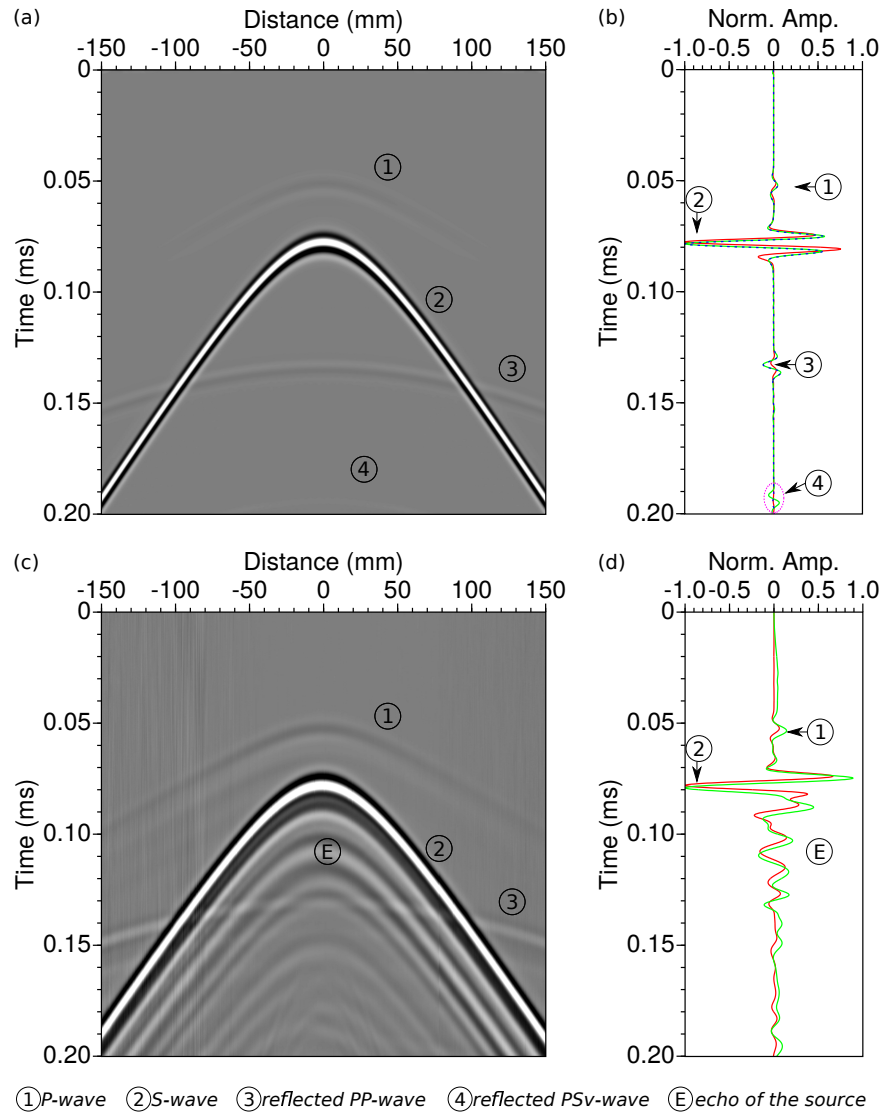 (a)
Distance (mm)
-150 -100 -50 0 50 100 150
Time (ms)
0
0.05
0.10
0.15
0.20
1
2
3
4
(b)
Norm. Amp.
-1.0 -0.5 0 0.5 1.0
Time (ms)
0
0.05
0.10
0.15
0.20
1
2
3
4
(c)
Distance (mm)
-150 -100 -50 0 50 100 150
Time (ms)
0
0.05
0.10
0.15
0.20
1
E
2
3
(d)
Norm. Amp.
-1.0 -0.5 0 0.5 1.0
Time (ms)
0
0.05
0.10
0.15
0.20
1
2
E
1 P-wave 2 S-wave 3 reflected PP-wave 4 reflected PSv-wave E echo of the source